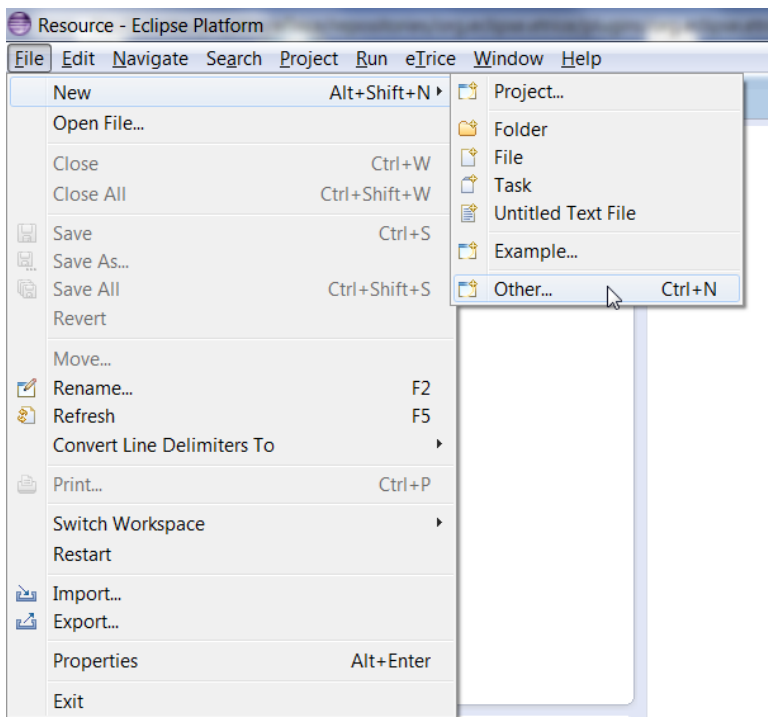 Resource - Eclipse Platform
File Edit Navigate Search Project Run eTrice Window Help
New Alt+Shift+N
Open File...
Close Ctrl+W
Close All Ctrl+Shift+W
Save Ctrl+S
Save As...
Save All Ctrl+Shift+S
Revert
Move...
Rename... F2
Refresh F5
Convert Line Delimiters To
Print... Ctrl+P
Switch Workspace
Restart
Import...
Export...
Properties Alt+Enter
Exit
Project...
Folder
File
Task
Untitled Text File
Example...
Other... Ctrl+N